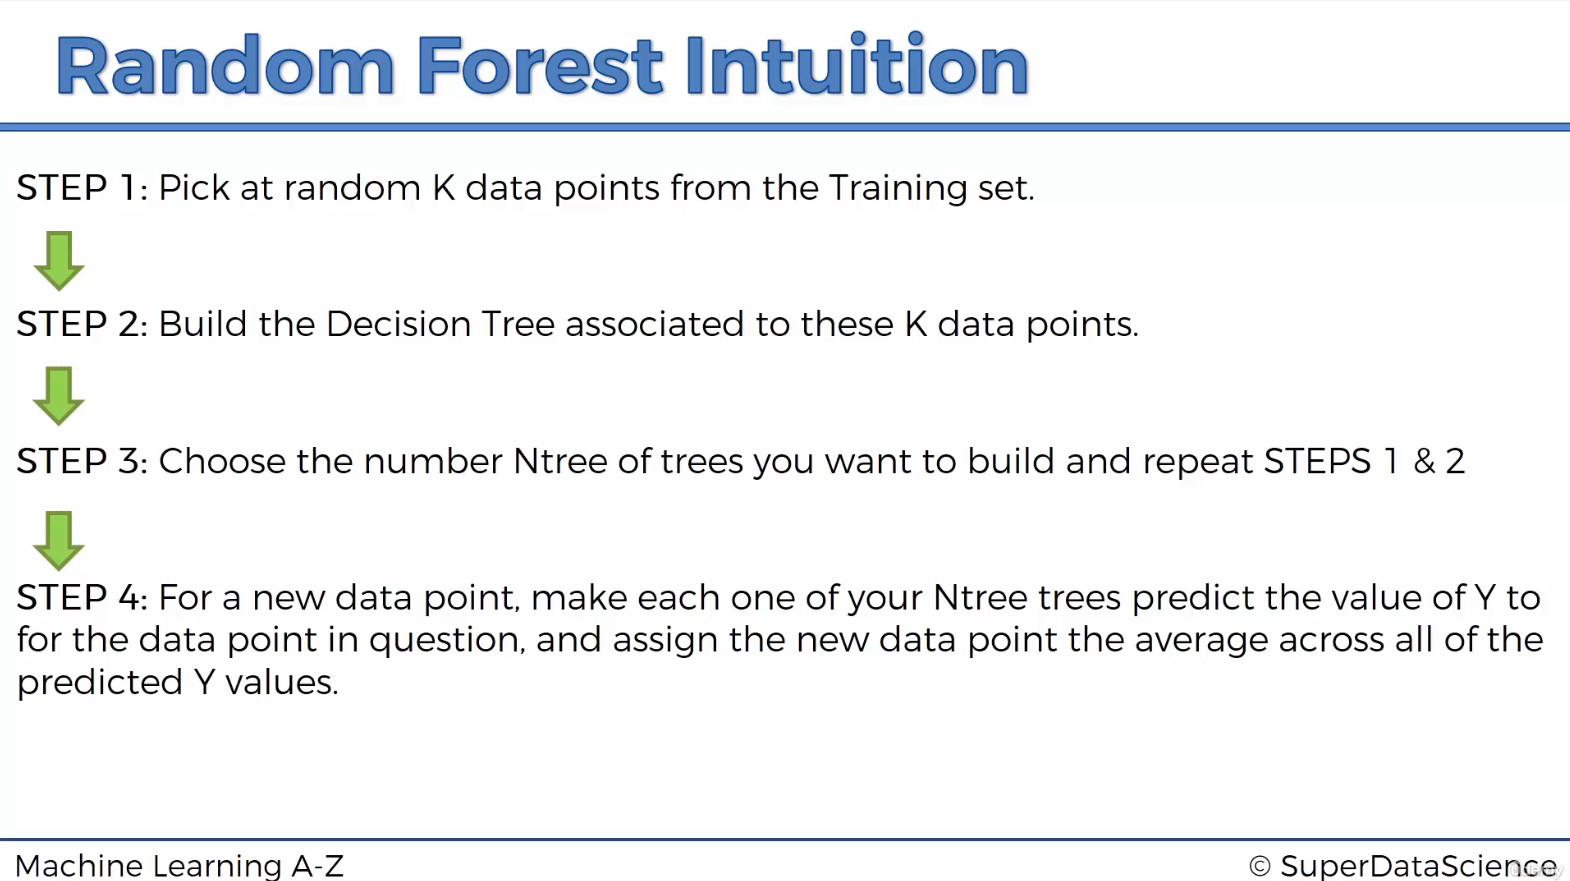 Random Forest Intuition
STEP 1: Pick at random K data points from the Training set.
STEP 2: Build the Decision Tree associated to these K data points.
STEP 3: Choose the number Ntree of trees you want to build and repeat STEPS 1 & 2
STEP 4: For a new data point, make each one of your Ntree trees predict the value of Y to
for the data point in question, and assign the new data point the average across all of the
predicted Y values.
Machine Learning A-Z
© SuperDataScience
ûdemy